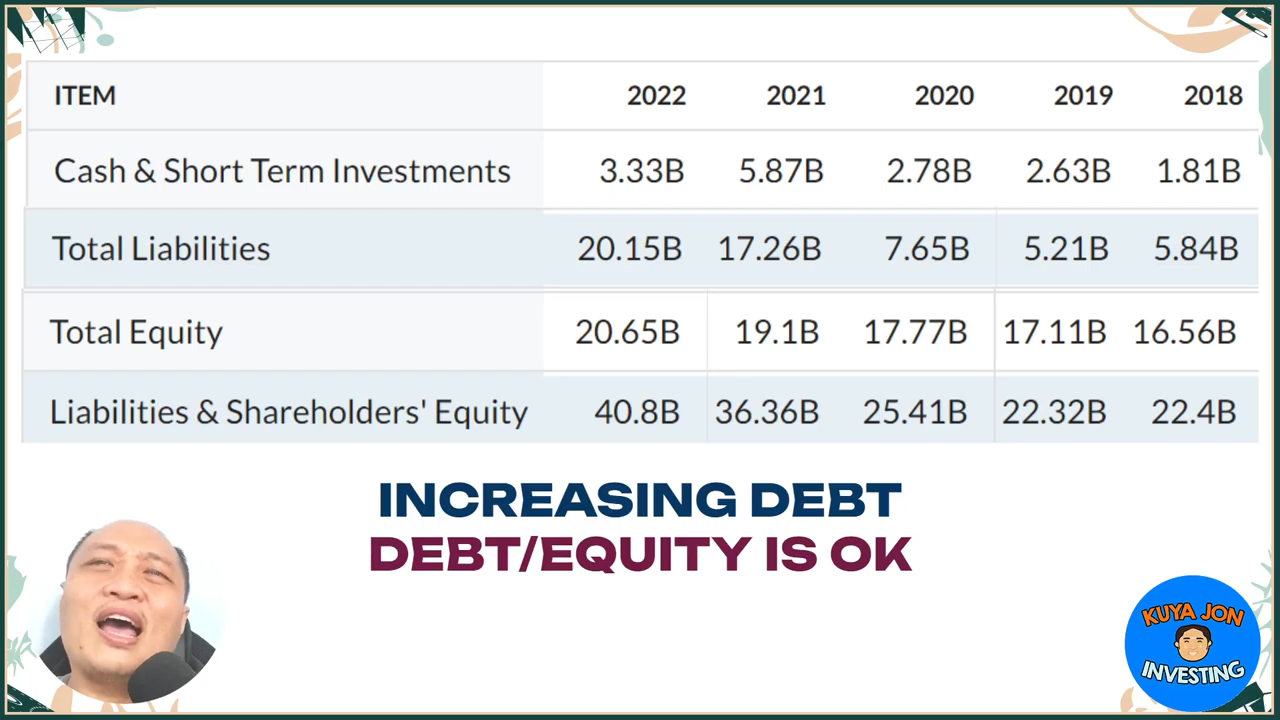 ITEM 2022 2021 2020 2019 2018
Cash & Short Term Investments 3.33B 5.87B 2.78B 2.63B 1.81B
Total Liabilities 20.15B 17.26B 7.65B 5.21B 5.84B
Total Equity 20.65B 19.1B 17.77B 17.11B 16.56B
Liabilities & Shareholders' Equity 40.8B 36.36B 25.41B 22.32B 22.4B
INCREASING DEBT
DEBT/EQUITY IS OK
KUYA JON
INVESTING